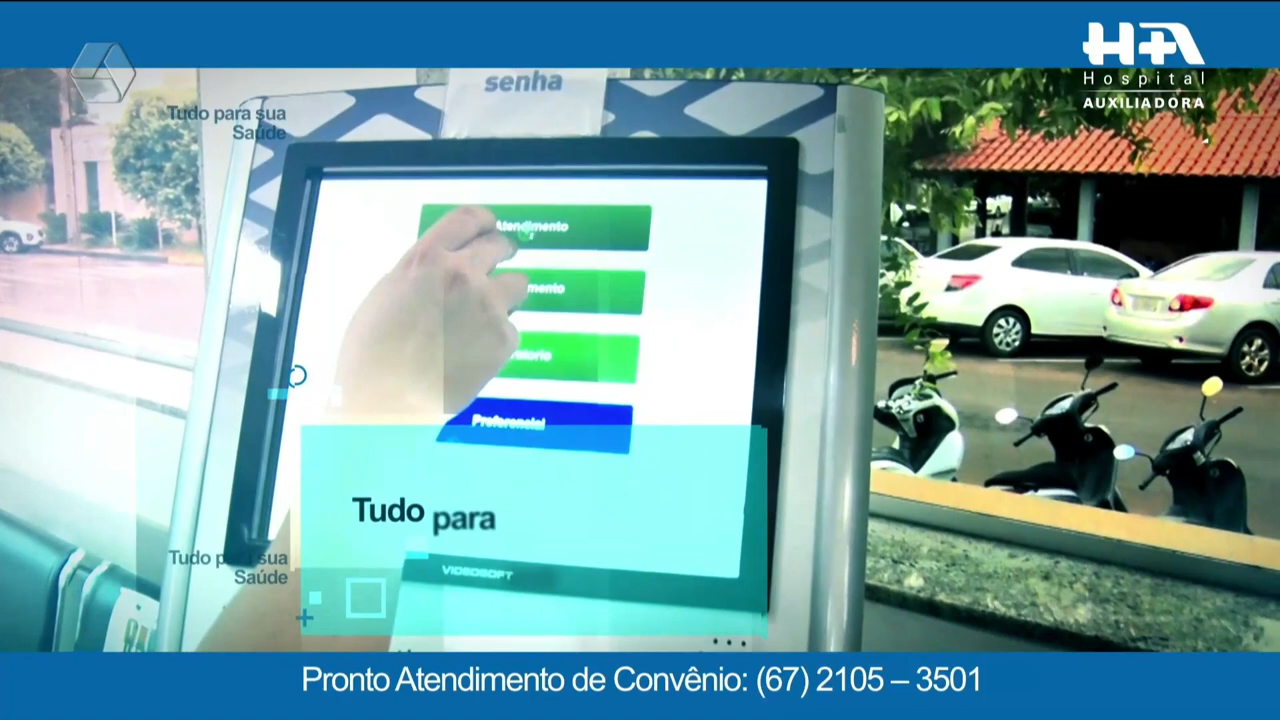 H+A
Hospital
AUXILIADORA
senha
Tudo para sua
Saúde
Atendimento
Preferencial
Tudo para
VIDEOSOFT
Tudo para sua
Saúde
Pronto Atendimento de Convênio: (67) 2105 – 3501